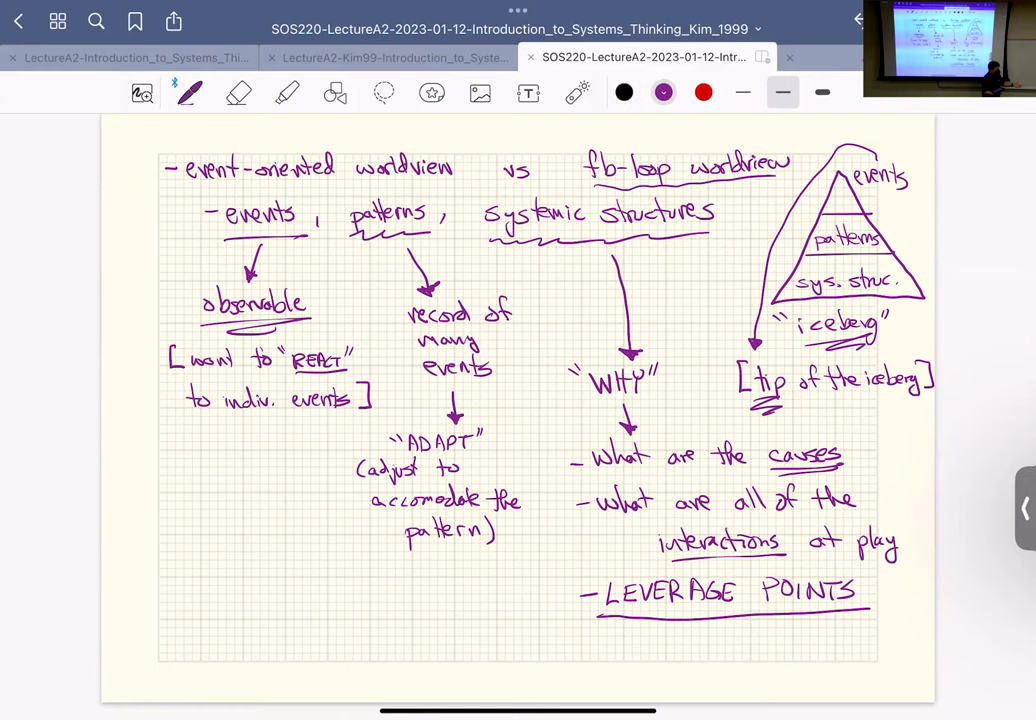 SOS220-LectureA2-2023-01-12-Introduction_to_Systems_Thinking_Kim_1999
LectureA2-Introduction_to_Systems_Thi...
LectureA2-Kim99-Introduction_to_Syste...
SOS220-LectureA2-2023-01-12-Intr...
- event-oriented worldview vs fb-loop worldview
- events, patterns, systemic structures
events
patterns
sys. struc.
"iceberg"
[tip of the iceberg]
observable
[want to "REACT"
to indiv. events]
record of
many
events
"ADAPT"
(adjust to
accomodate the
pattern)
"WHY"
- what are the causes
- what are all of the
interactions at play
- LEVERAGE POINTS